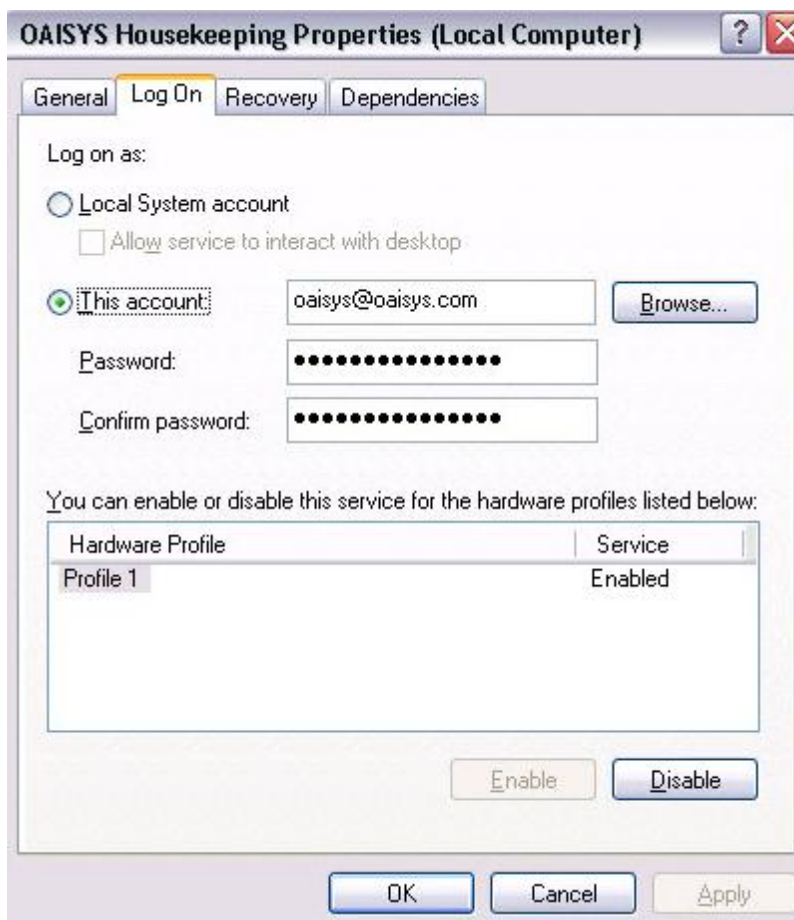 OAISYS Housekeeping Properties (Local Computer) ?
General Log On Recovery Dependencies
Log on as:
Local System account
Allow service to interact with desktop
This account: oaisys@oaisys.com Browse...
Password: •••••••••••••••
Confirm password: •••••••••••••••
You can enable or disable this service for the hardware profiles listed below:
Hardware Profile Service
Profile 1 Enabled
Enable Disable
OK Cancel Apply